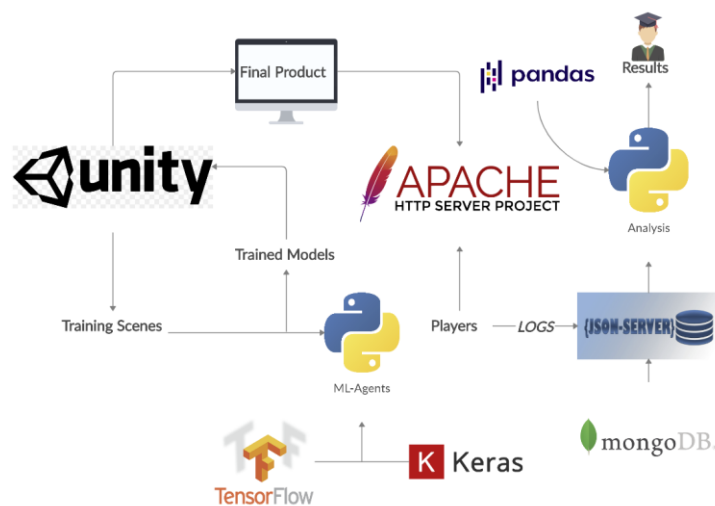 Final Product
pandas
Results
unity
APACHE
HTTP SERVER PROJECT
Analysis
Trained Models
Training Scenes
Players
LOGS
{JSON-SERVER}
ML-Agents
mongoDB.
K Keras
TensorFlow